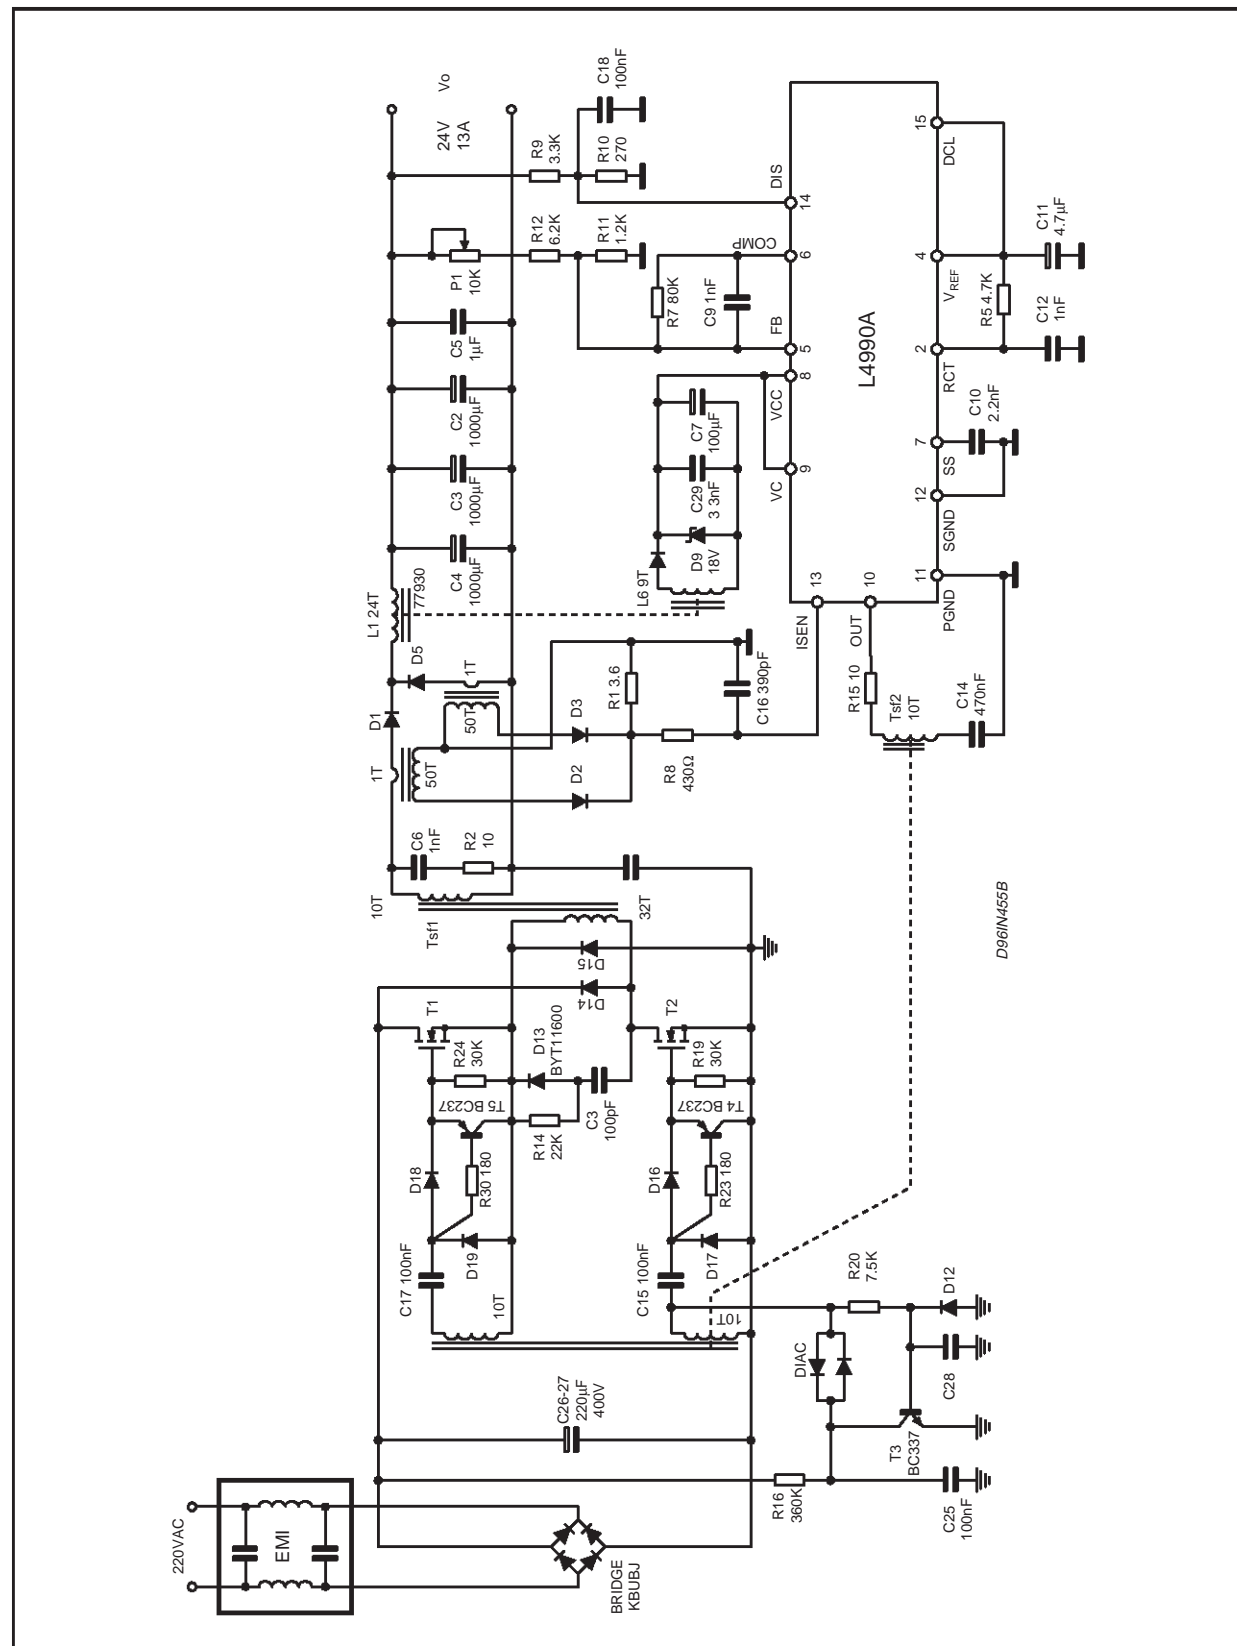 220VAC
EMI
BRIDGE
KBUBJ
C26-27
220µF
400V
R16
360K
C25
100nF
T3
BC337
C28
D12
DIAC
R20
7.5K
C17 100nF
10T
D19
D18
R30 180
T5 BC237
R24
30K
T1
R14
22K
D13
BYT11600
C3
100pF
C15 100nF
10T
D17
D16
R23 180
T4 BC237
R19
30K
T2
D14
D15
Tsf1
10T
32T
C6
1nF
R2
10
1T
50T
D1
D5
1T
50T
D2
D3
R1 3.6
R8
430Ω
C16 390pF
L1 24T
77930
C4
1000µF
C3
1000µF
C2
1000µF
C5
1µF
P1
10K
24V
13A
Vo
R12
6.2K
R11
1.2K
R9
3.3K
R10
270
C18
100nF
L6 9T
D9
18V
C29
3 3nF
C7
100µF
R7 80K
C9 1nF
ISEN
13
OUT
10
VC
9
VCC
8
FB
5
COMP
6
DIS
14
L4990A
11
PGND
12
SGND
7
SS
2
RCT
4
VREF
15
DCL
R15 10
Tsf2
10T
C14
470nF
C10
2.2nF
R5 4.7K
C12
1nF
C11
4.7µF
D96IN455B